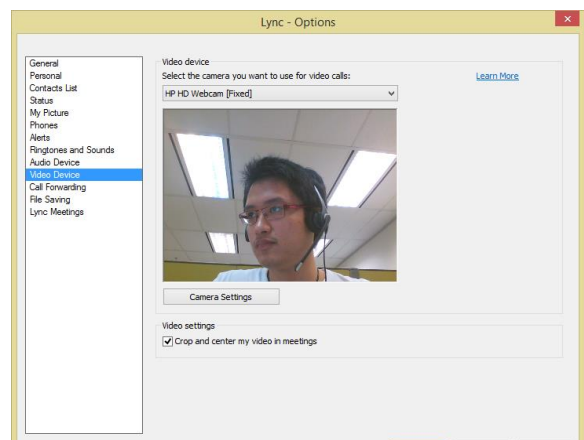 Lync - Options
General
Personal
Contacts List
Status
My Picture
Phones
Alerts
Ringtones and Sounds
Audio Device
Video Device
Call Forwarding
File Saving
Lync Meetings
Video device
Select the camera you want to use for video calls:
Learn More
HP HD Webcam [Fixed]
Camera Settings
Video settings
Crop and center my video in meetings